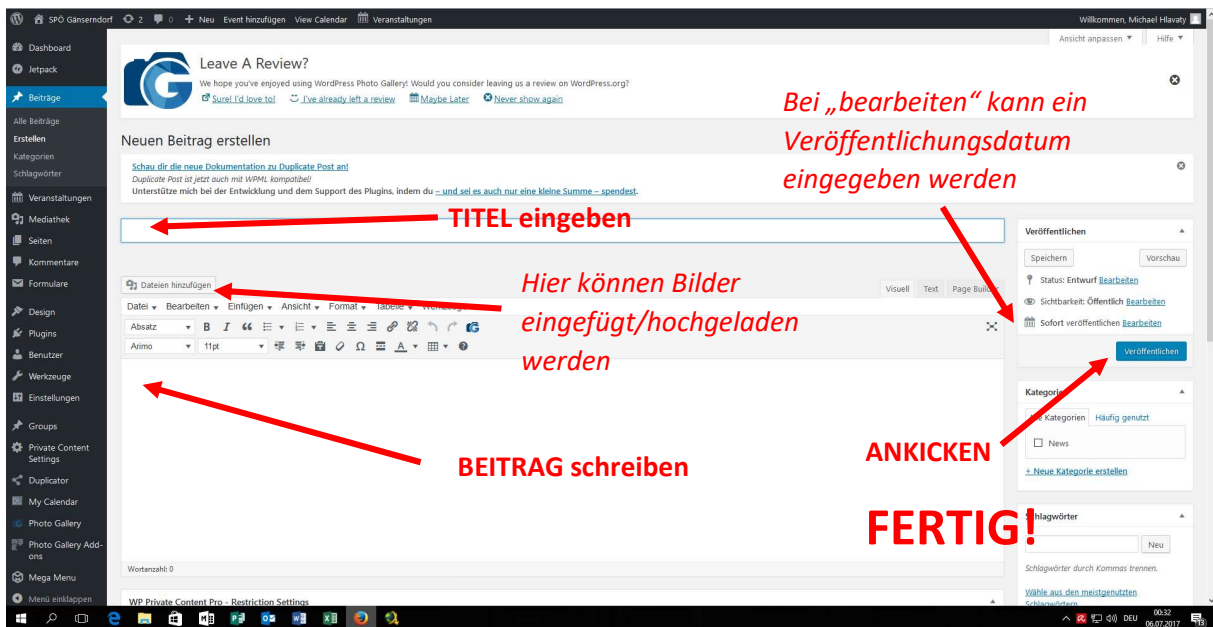 SPÖ Gänserndorf 2 0 + Neu Event hinzufügen View Calendar Veranstaltungen Willkommen, Michael Hlavaty
Ansicht anpassen Hilfe
Dashboard
Jetpack
Beiträge
Alle Beiträge
Erstellen
Kategorien
Schlagwörter
Veranstaltungen
Mediathek
Seiten
Kommentare
Formulare
Design
Plugins
Benutzer
Werkzeuge
Einstellungen
Groups
Private Content
Settings
Duplicator
My Calendar
Photo Gallery
Photo Gallery Add-
ons
Mega Menu
Menü einklappen
Leave A Review?
We hope you've enjoyed using WordPress Photo Gallery! Would you consider leaving us a review on WordPress.org?
Sure! I'd love to! I've already left a review Maybe Later Never show again
Neuen Beitrag erstellen
Schau dir die neue Dokumentation zu Duplicate Post an!
Duplicate Post ist jetzt auch mit WPML kompatibel!
Unterstütze mich bei der Entwicklung und dem Support des Plugins, indem du – und sei es auch nur eine kleine Summe – spendest.
Bei „bearbeiten“ kann ein
Veröffentlichungsdatum
eingegeben werden
TITEL eingeben
Dateien hinzufügen
Visuell Text Page Builder
Datei Bearbeiten Einfügen Ansicht Format Tabelle
Absatz B I
Arimo 11pt Ω A
Hier können Bilder
eingefügt/hochgeladen
werden
BEITRAG schreiben
Wortanzahl: 0
WP Private Content Pro - Restriction Settings
Veröffentlichen
Speichern Vorschau
Status: Entwurf Bearbeiten
Sichtbarkeit: Öffentlich Bearbeiten
Sofort veröffentlichen Bearbeiten
Veröffentlichen
ANKICKEN
FERTIG!
Kategorien
Alle Kategorien Häufig genutzt
News
+ Neue Kategorie erstellen
Schlagwörter
Neu
Schlagwörter durch Kommas trennen.
Wähle aus den meistgenutzten
Schlagwörtern
DEU 00:32
06.07.2017